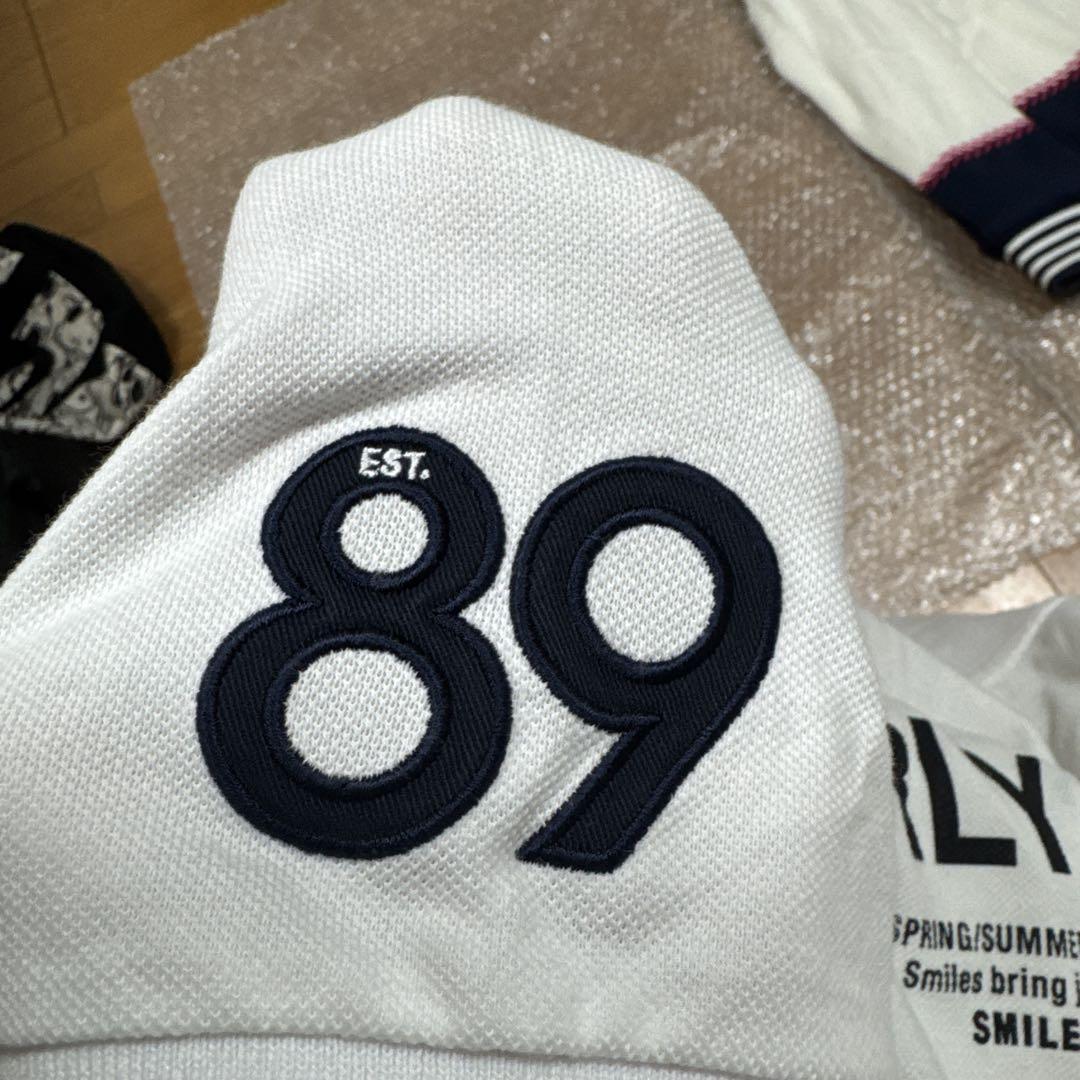 EST.
89
RLY
SPRING/SUMME
Smiles bring
SMILE